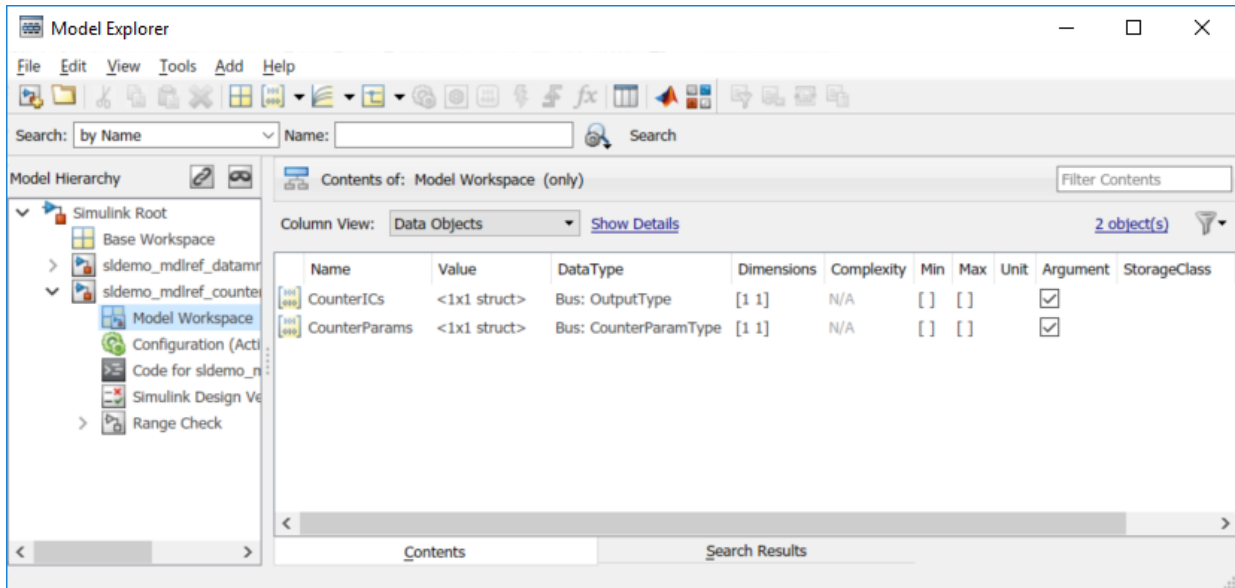 Model Explorer
File Edit View Tools Add Help
Search: by Name Name: Search
Model Hierarchy
Contents of: Model Workspace (only)
Filter Contents
Simulink Root
Base Workspace
sldemo_mdlref_datamr
sldemo_mdlref_counter
Model Workspace
Configuration (Acti
Code for sldemo_m
Simulink Design Ve
Range Check
Column View: Data Objects Show Details 2 object(s)
Name Value DataType Dimensions Complexity Min Max Unit Argument StorageClass
CounterICs <1x1 struct> Bus: OutputType [1 1] N/A [ ] [ ]
CounterParams <1x1 struct> Bus: CounterParamType [1 1] N/A [ ] [ ]
Contents Search Results